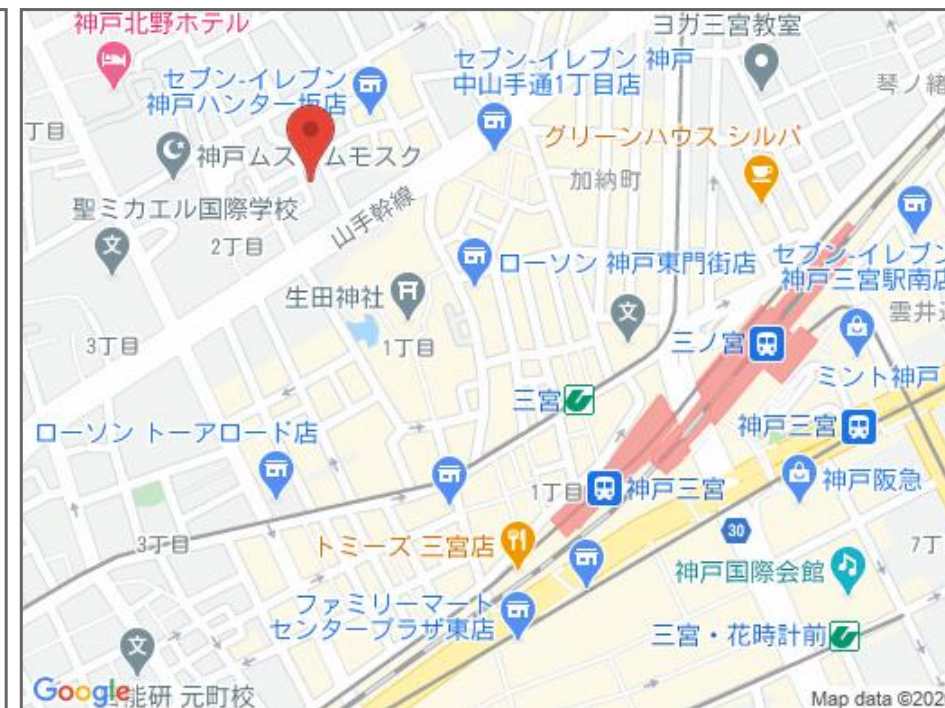 神戸北野ホテル
ヨガ三宮教室
セブン-イレブン
神戸ハンター坂店
セブン-イレブン 神戸
中山手通1丁目店
琴ノ緒
丁目
神戸ムスリムモスク
グリーンハウス シルバ
加納町
聖ミカエル国際学校
山手幹線
2丁目
ローソン 神戸東門街店
セブン-イレブン
神戸三宮駅南店
生田神社
雲井通
3丁目
1丁目
三ノ宮
ミント神戸
三宮
ローソン トーアロード店
神戸三宮
神戸阪急
1丁目
神戸三宮
30
3丁目
トミーズ 三宮店
7丁
神戸国際会館
ファミリーマート
センタープラザ東店
三宮・花時計前
Google
能研 元町校
Map data ©202